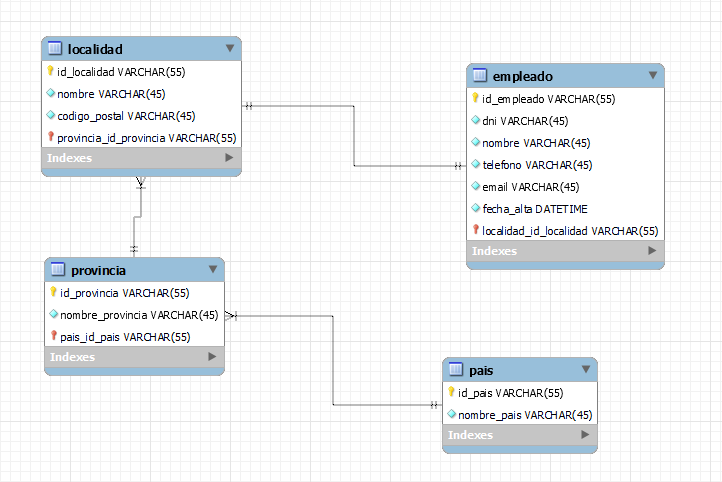 localidad
id_localidad VARCHAR(55)
nombre VARCHAR(45)
codigo_postal VARCHAR(45)
provincia_id_provincia VARCHAR(55)
Indexes
empleado
id_empleado VARCHAR(55)
dni VARCHAR(45)
nombre VARCHAR(45)
telefono VARCHAR(45)
email VARCHAR(45)
fecha_alta DATETIME
localidad_id_localidad VARCHAR(55)
Indexes
provincia
id_provincia VARCHAR(55)
nombre_provincia VARCHAR(45)
pais_id_pais VARCHAR(55)
Indexes
pais
id_pais VARCHAR(55)
nombre_pais VARCHAR(45)
Indexes